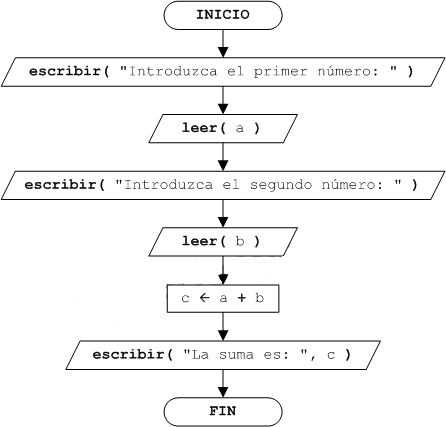 INICIO
escribir( "Introduzca el primer número: " )
leer( a )
escribir( "Introduzca el segundo número: " )
leer( b )
c ← a + b
escribir( "La suma es: ", c )
FIN